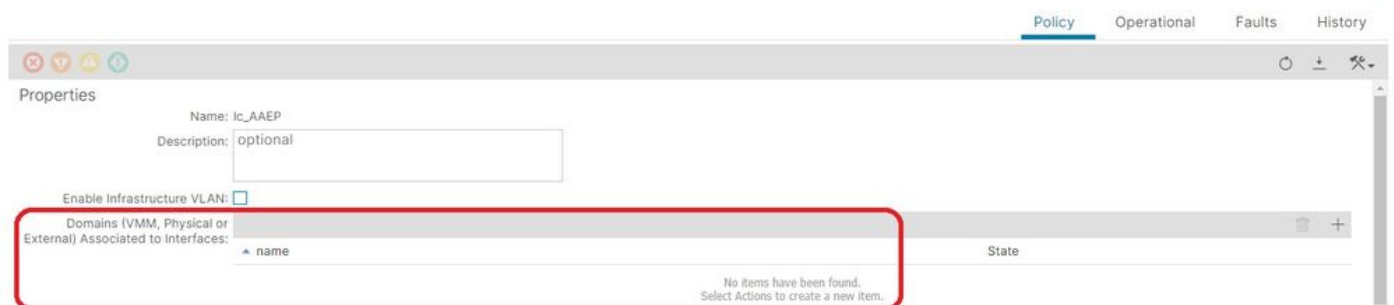 Policy Operational Faults History
Properties
Name: lc_AAEP
Description: optional
Enable Infrastructure VLAN:
Domains (VMM, Physical or
External) Associated to Interfaces:
name State
No items have been found.
Select Actions to create a new item.